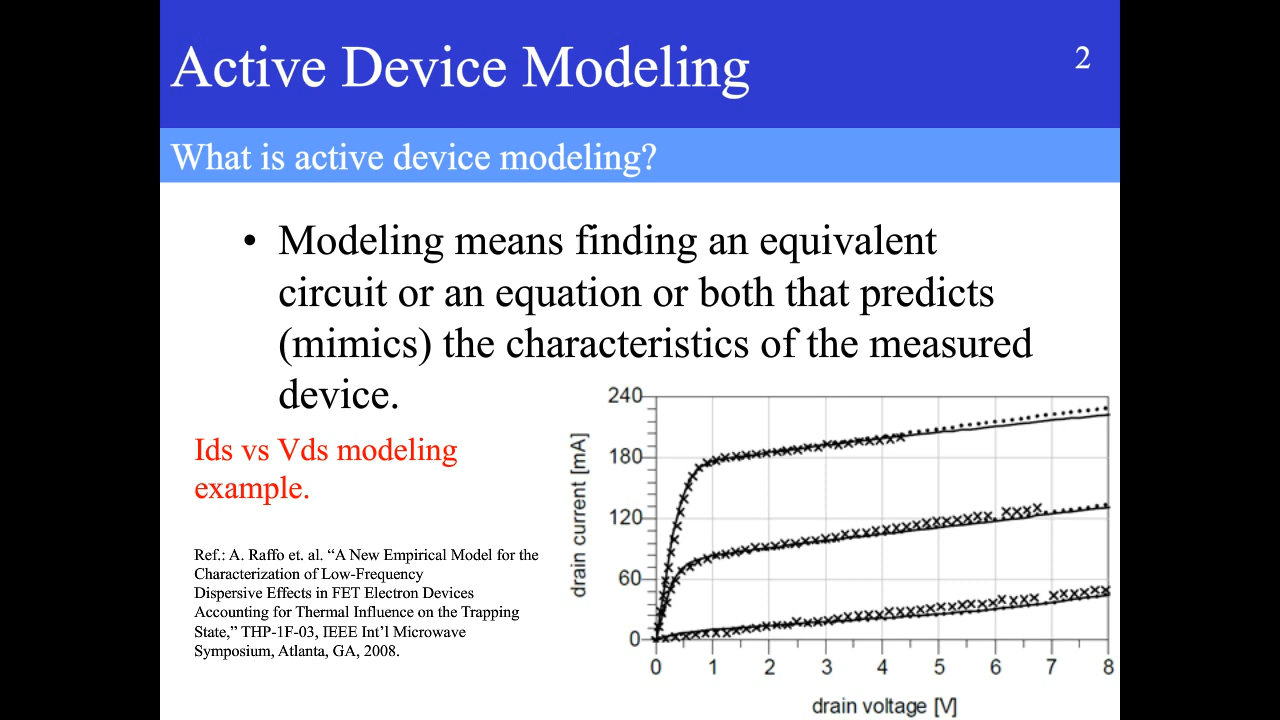 Active Device Modeling
2
What is active device modeling?
• Modeling means finding an equivalent
circuit or an equation or both that predicts
(mimics) the characteristics of the measured
device.
Ids vs Vds modeling
example.
Ref.: A. Raffo et. al. “A New Empirical Model for the
Characterization of Low-Frequency
Dispersive Effects in FET Electron Devices
Accounting for Thermal Influence on the Trapping
State,” THP-1F-03, IEEE Int’l Microwave
Symposium, Atlanta, GA, 2008.
drain current [mA]
240
180
120
60
0
0 1 2 3 4 5 6 7 8
drain voltage [V]